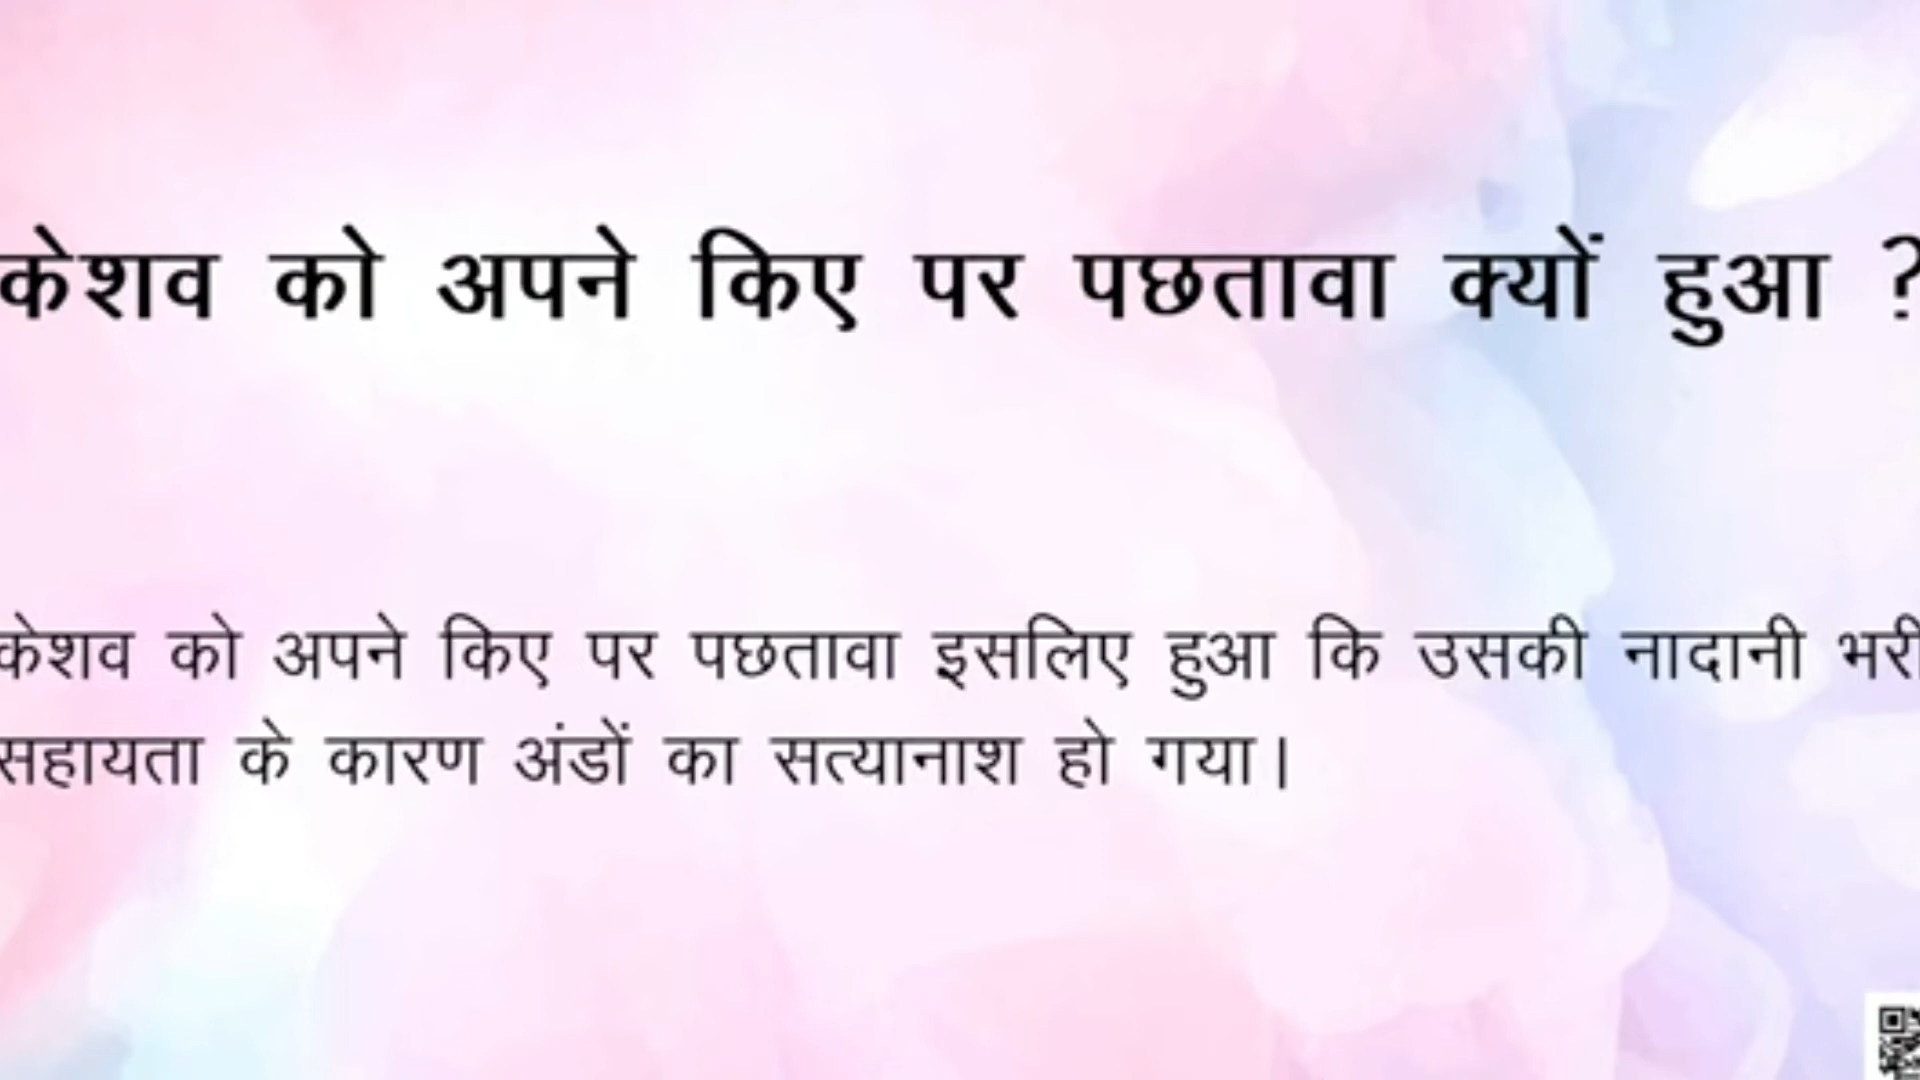 केशव को अपने किए पर पछतावा क्यों हुआ ?
केशव को अपने किए पर पछतावा इसलिए हुआ कि उसकी नादानी भरी
सहायता के कारण अंडों का सत्यानाश हो गया।